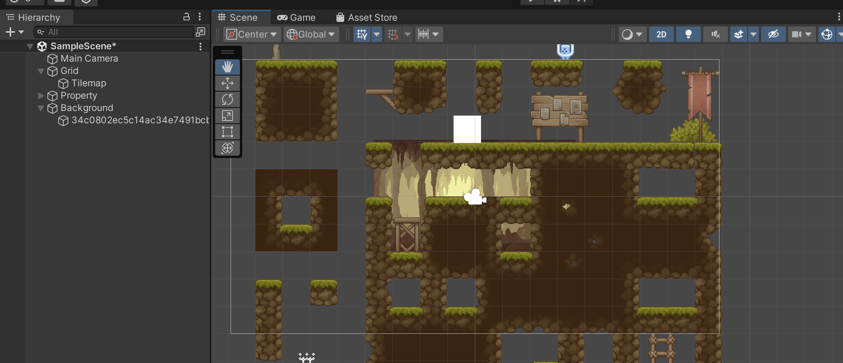 Hierarchy
Scene
Game
Asset Store
All
Center
Global
2D
SampleScene*
Main Camera
Grid
Tilemap
Property
Background
34c0802ec5c14ac34e7491bcb